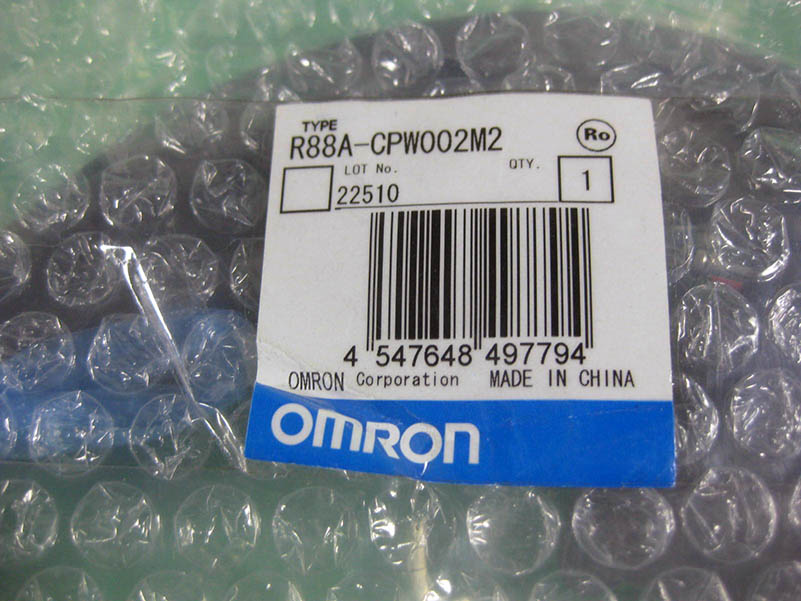 TYPE
R88A-CPW002M2
Ro
LOT No.
QTY.
22510
1
4 547648 497794
OMRON Corporation MADE IN CHINA
OMRON